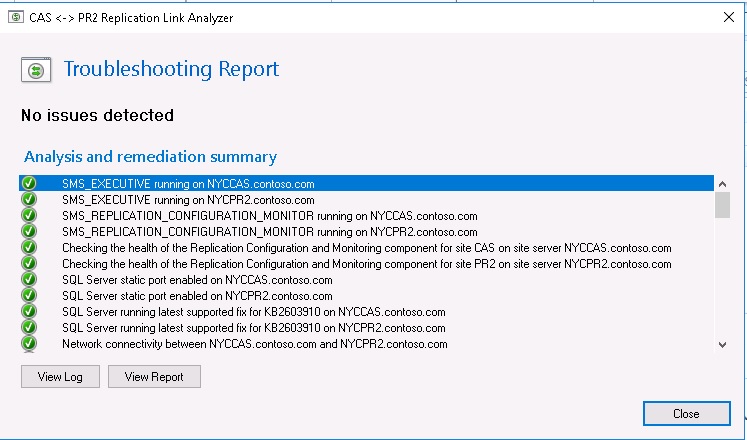 CAS <-> PR2 Replication Link Analyzer
Troubleshooting Report
No issues detected
Analysis and remediation summary
SMS_EXECUTIVE running on NYCCAS.contoso.com
SMS_EXECUTIVE running on NYCPR2.contoso.com
SMS_REPLICATION_CONFIGURATION_MONITOR running on NYCCAS.contoso.com
SMS_REPLICATION_CONFIGURATION_MONITOR running on NYCPR2.contoso.com
Checking the health of the Replication Configuration and Monitoring component for site CAS on site server NYCCAS.contoso.com
Checking the health of the Replication Configuration and Monitoring component for site PR2 on site server NYCPR2.contoso.com
SQL Server static port enabled on NYCCAS.contoso.com
SQL Server static port enabled on NYCPR2.contoso.com
SQL Server running latest supported fix for KB2603910 on NYCCAS.contoso.com
SQL Server running latest supported fix for KB2603910 on NYCPR2.contoso.com
Network connectivity between NYCCAS.contoso.com and NYCPR2.contoso.com
View Log
View Report
Close